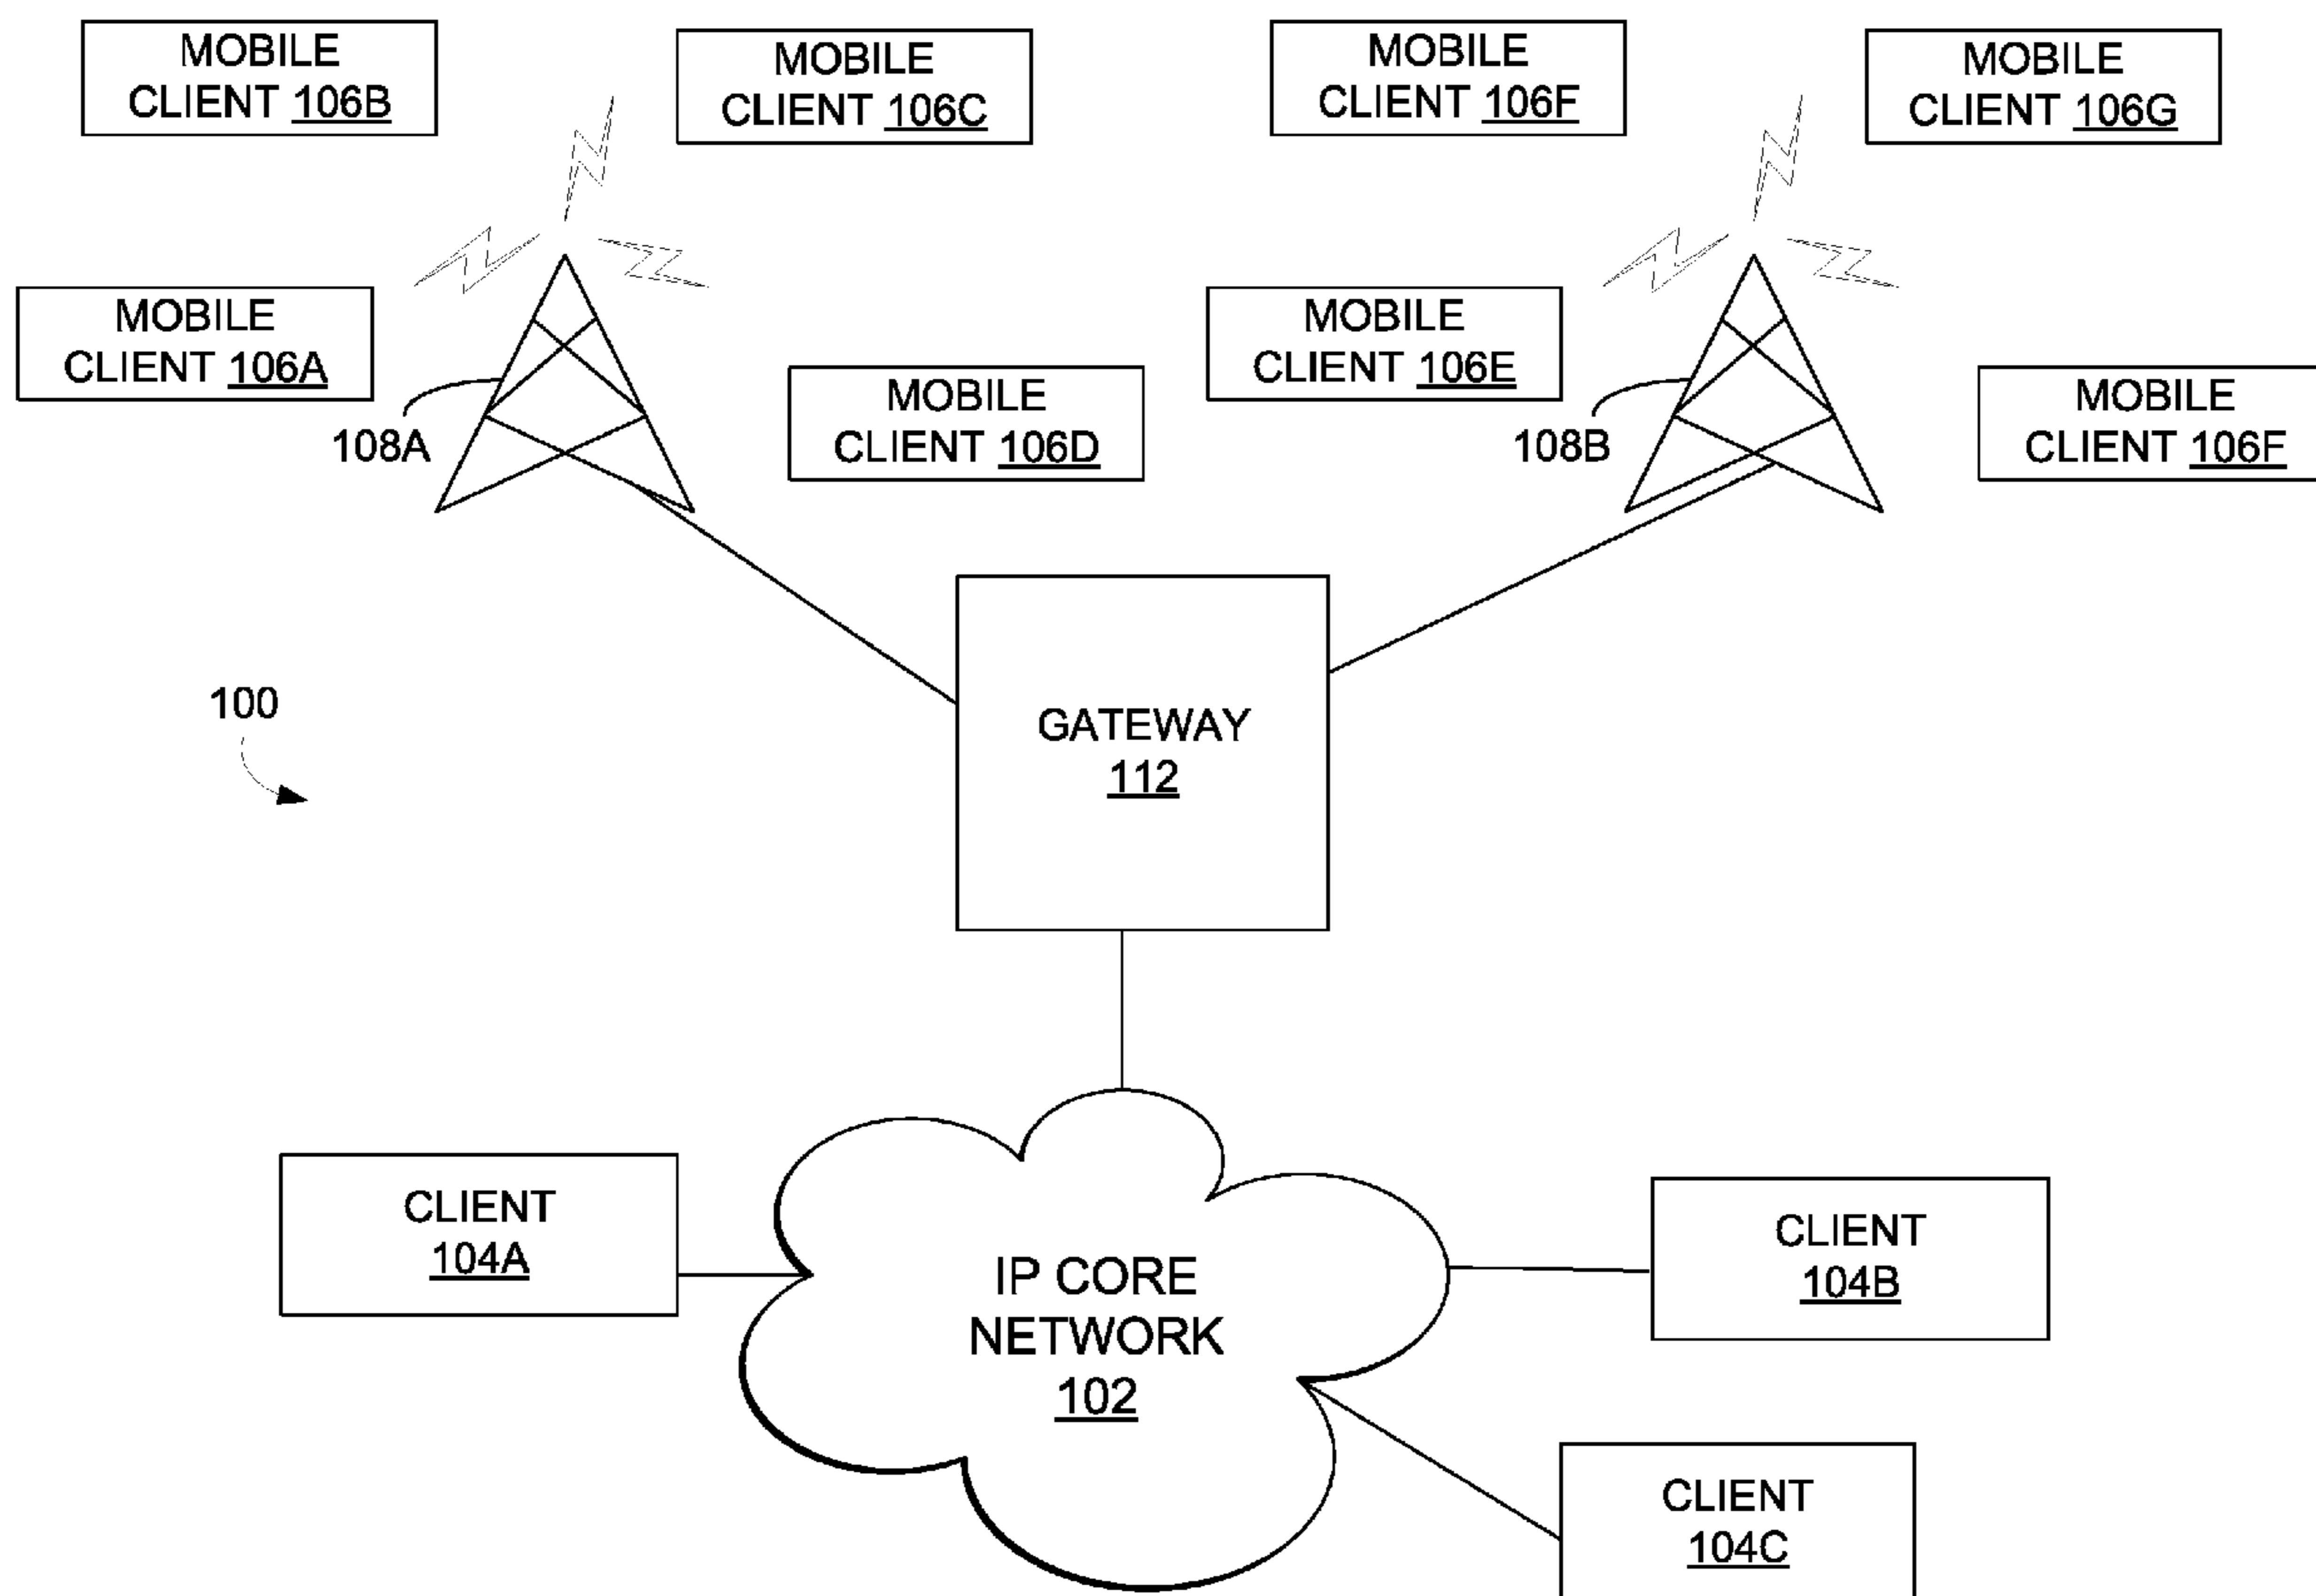 MOBILE
CLIENT 106B
MOBILE
CLIENT 106C
MOBILE
CLIENT 106F
MOBILE
CLIENT 106G
MOBILE
CLIENT 106A
MOBILE
CLIENT 106E
MOBILE
CLIENT 106D
MOBILE
CLIENT 106F
108A
108B
100
GATEWAY
112
CLIENT
104A
IP CORE
NETWORK
102
CLIENT
104B
CLIENT
104C